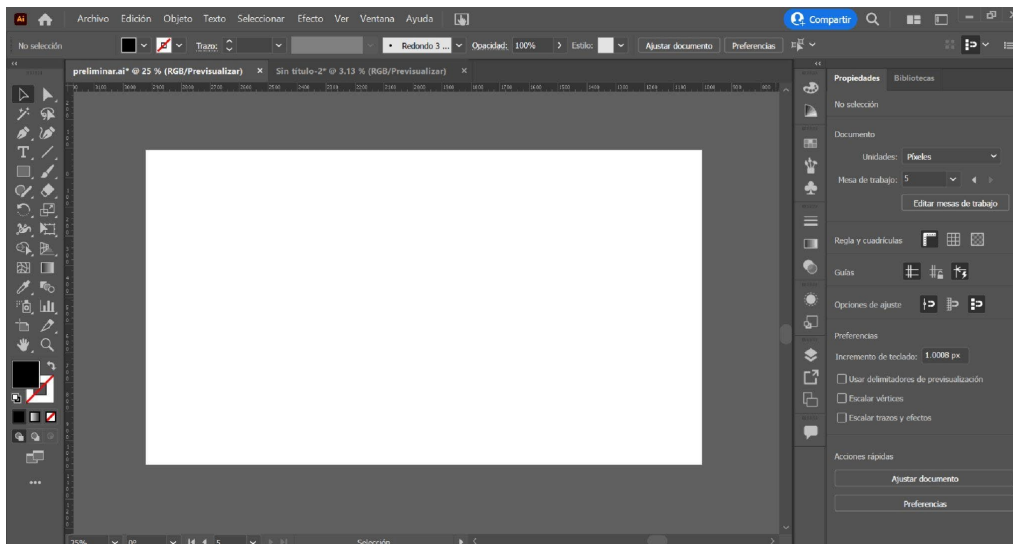 Ai Archivo Edición Objeto Texto Seleccionar Efecto Ver Ventana Ayuda Compartir
No selección Trazo: Redondo 3 ... Opacidad: 100% Estilo: Ajustar documento Preferencias
preliminar.ai* @ 25 % (RGB/Previsualizar) × Sin título-2* @ 3.13 % (RGB/Previsualizar) ×
Propiedades Bibliotecas
No selección
Documento
Unidades: Píxeles
Mesa de trabajo: 5
Editar mesas de trabajo
Regla y cuadrículas
Guías
Opciones de ajuste
Preferencias
Incremento de teclado: 1.0008 px
Usar delimitadores de previsualización
Escalar vértices
Escalar trazos y efectos
Acciones rápidas
Ajustar documento
Preferencias
25% 0° 5 Selección